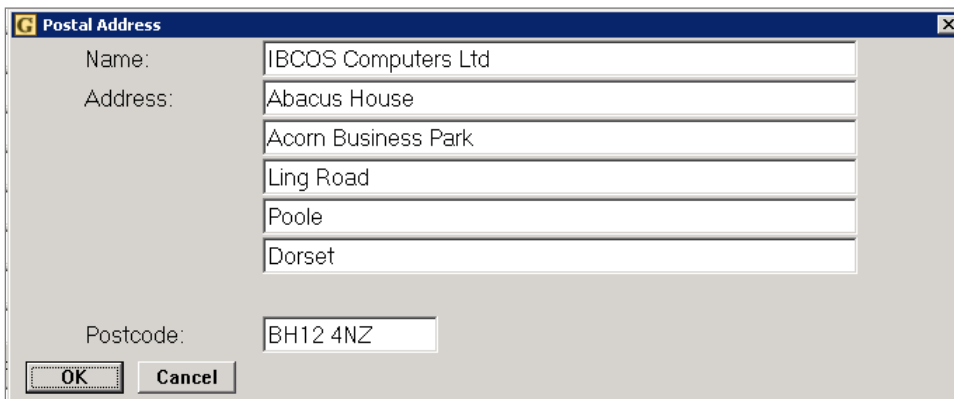 G Postal Address
Name: IBCOS Computers Ltd
Address: Abacus House
Acorn Business Park
Ling Road
Poole
Dorset
Postcode: BH12 4NZ
OK Cancel